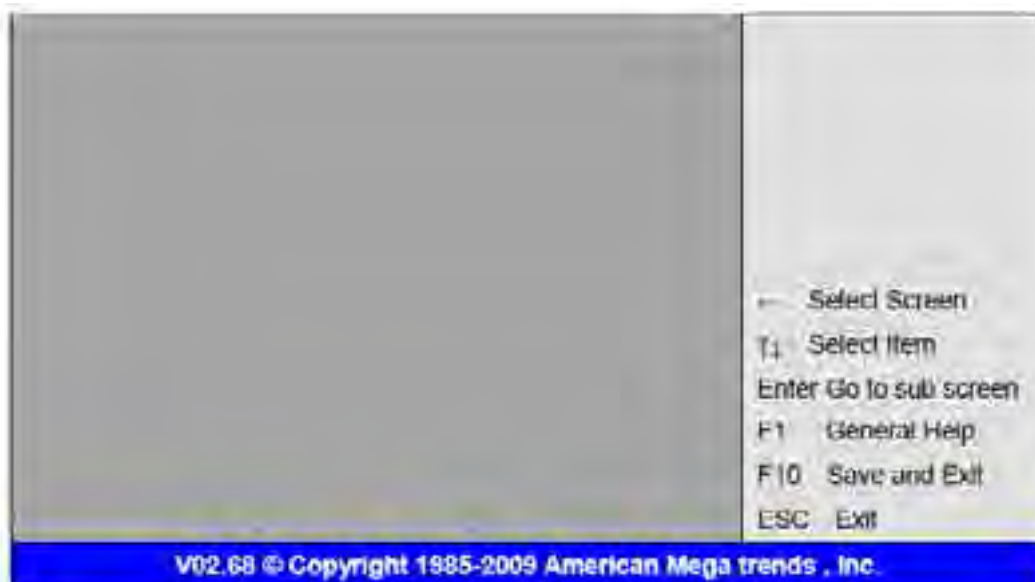 ← Select Screen
↑↓ Select Item
Enter Go to sub screen
F1 General Help
F10 Save and Exit
ESC Exit
V02.68 © Copyright 1985-2009 American Mega trends , Inc.